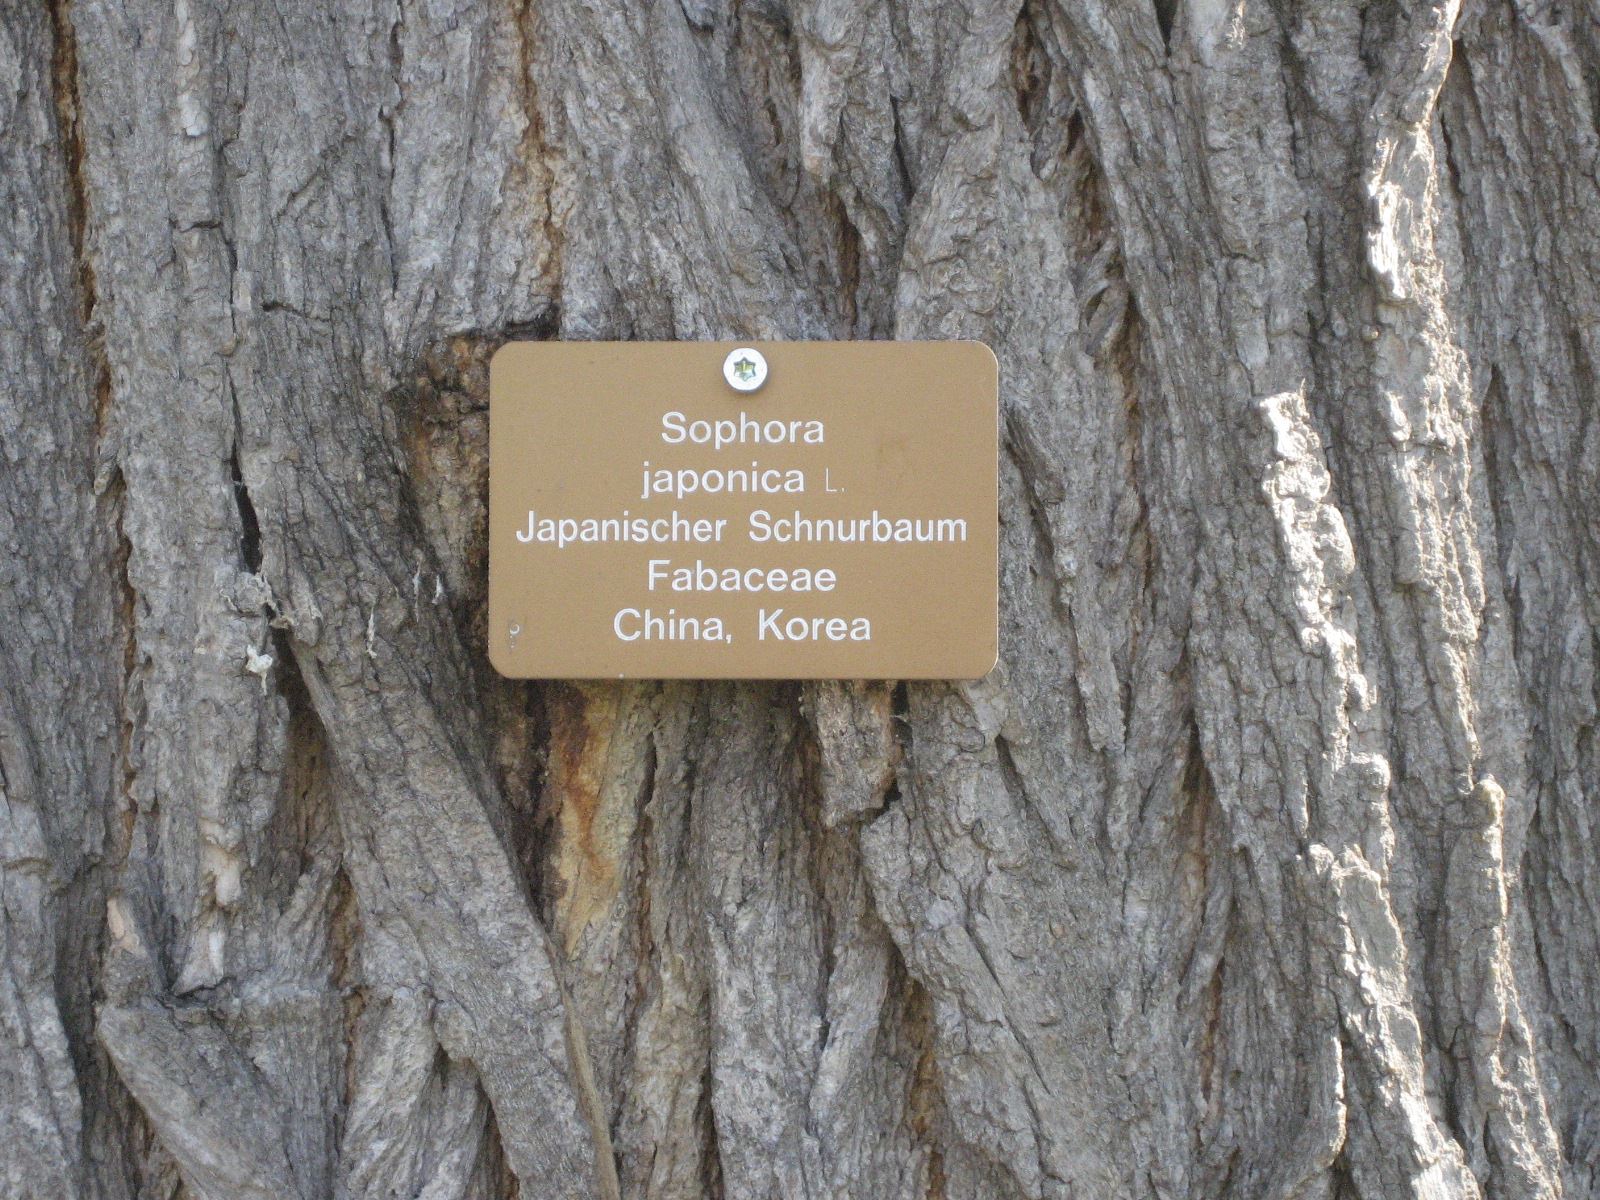 Sophora
japonica L.
Japanischer Schnurbaum
Fabaceae
China, Korea